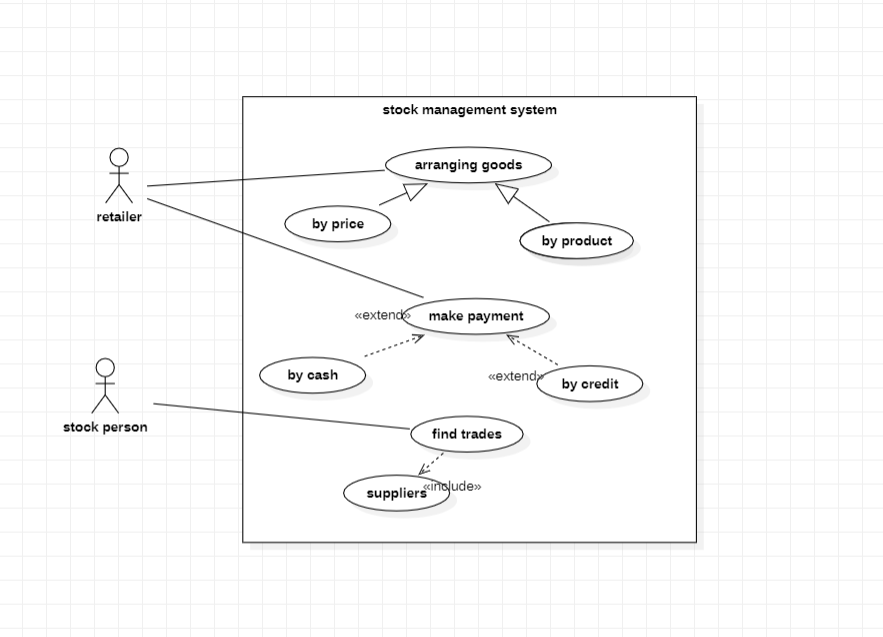 stock management system
arranging goods
retailer
by price
by product
«extend»
make payment
by cash
«extend»
by credit
stock person
find trades
suppliers
«include»